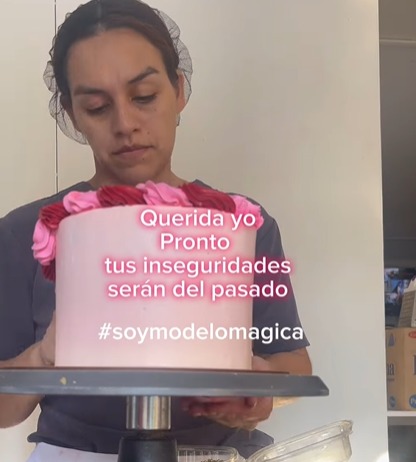 Querida yo
Pronto
tus inseguridades
serán del pasado
#soymodelomagica